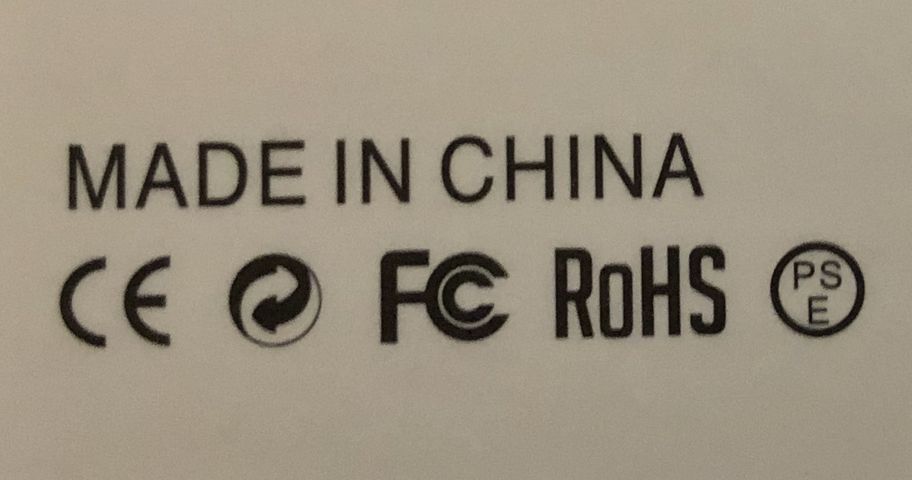 MADE IN CHINA
CE FC RoHS PSE